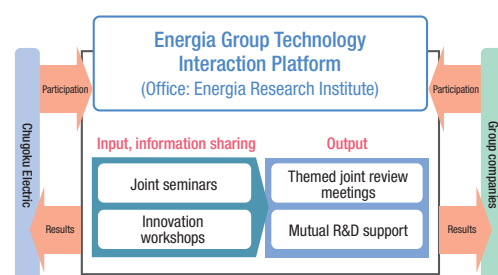 Energia Group Technology
Interaction Platform
(Office: Energia Research Institute)
Participation
Participation
Chugoku Electric
Group companies
Input, information sharing
Output
Joint seminars
Themed joint review
meetings
Innovation
workshops
Mutual R&D support
Results
Results